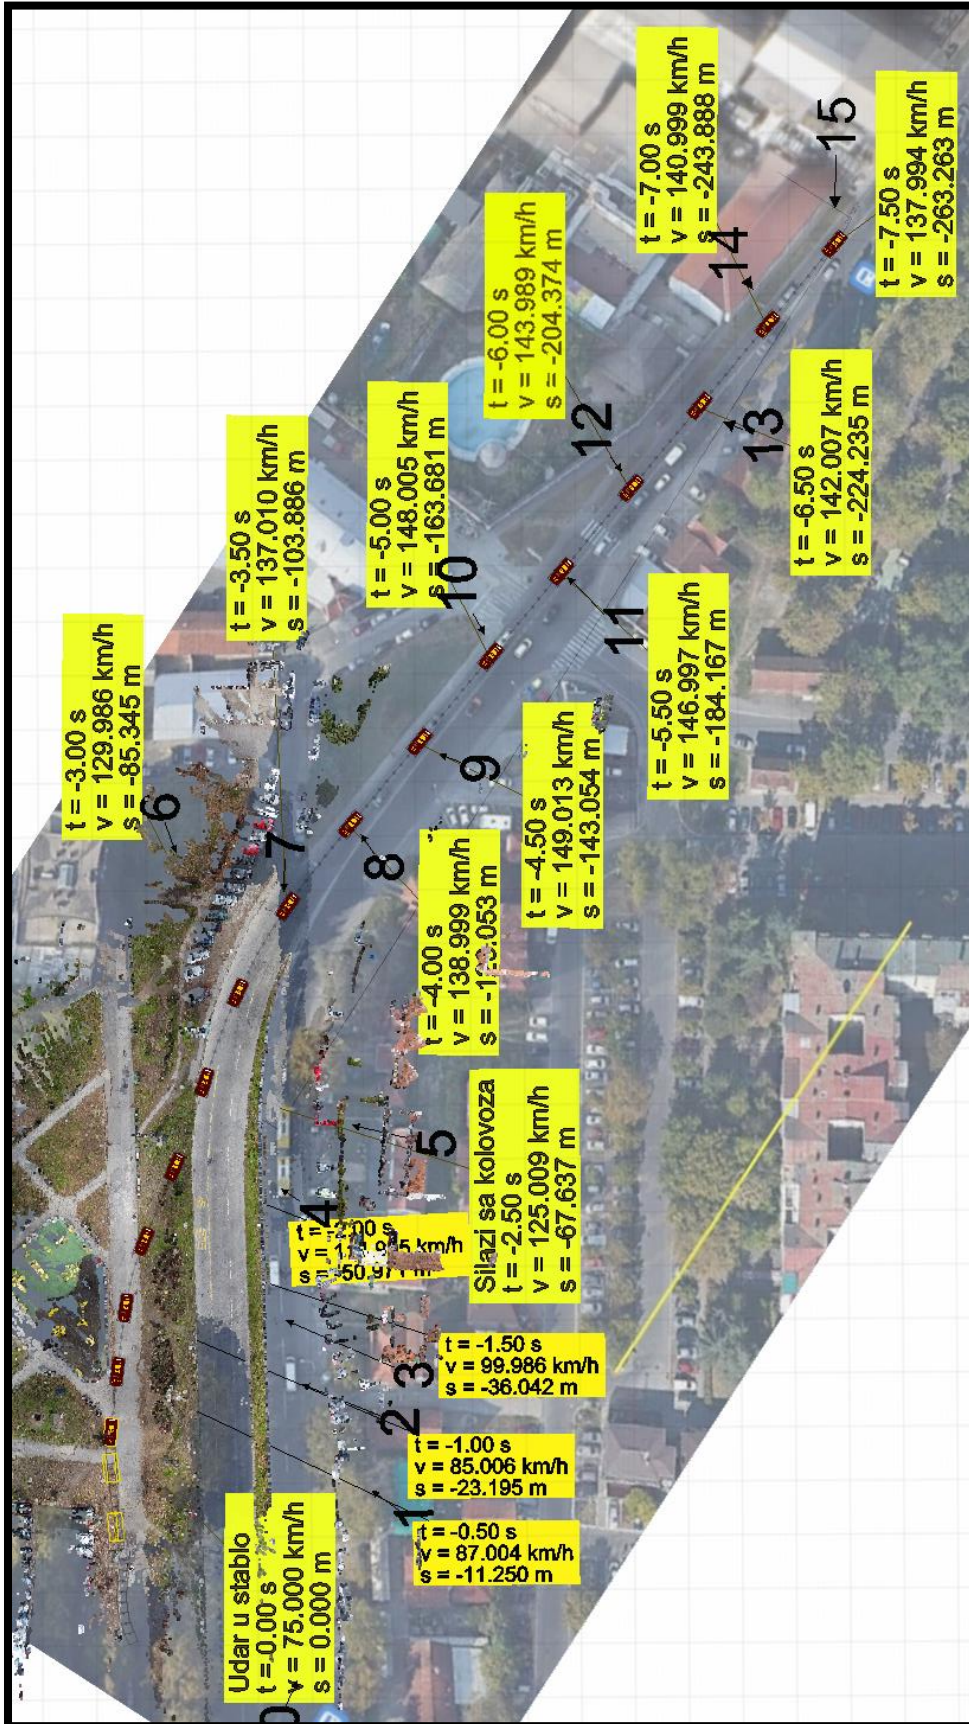 15
t = -7.50 s
v = 137.994 km/h
s = -263.263 m
14
t = -7.00 s
v = 140.999 km/h
s = -243.888 m
13
t = -6.50 s
v = 142.007 km/h
s = -224.235 m
12
t = -6.00 s
v = 143.989 km/h
s = -204.374 m
11
t = -5.50 s
v = 146.997 km/h
s = -184.167 m
10
t = -5.00 s
v = 148.005 km/h
s = -163.681 m
9
t = -4.50 s
v = 149.013 km/h
s = -143.054 m
8
t = -4.00 s
v = 138.999 km/h
7
t = -3.50 s
v = 137.010 km/h
s = -103.886 m
6
t = -3.00 s
v = 129.986 km/h
s = -85.345 m
5
Silazi sa kolovoza
t = -2.50 s
v = 125.009 km/h
s = -67.637 m
4
3
t = -1.50 s
v = 99.986 km/h
s = -36.042 m
2
t = -1.00 s
v = 85.006 km/h
s = -23.195 m
1
t = -0.50 s
v = 87.004 km/h
s = -11.250 m
0
Udar u stablo
t = -0.00 s
v = 75.000 km/h
s = 0.000 m